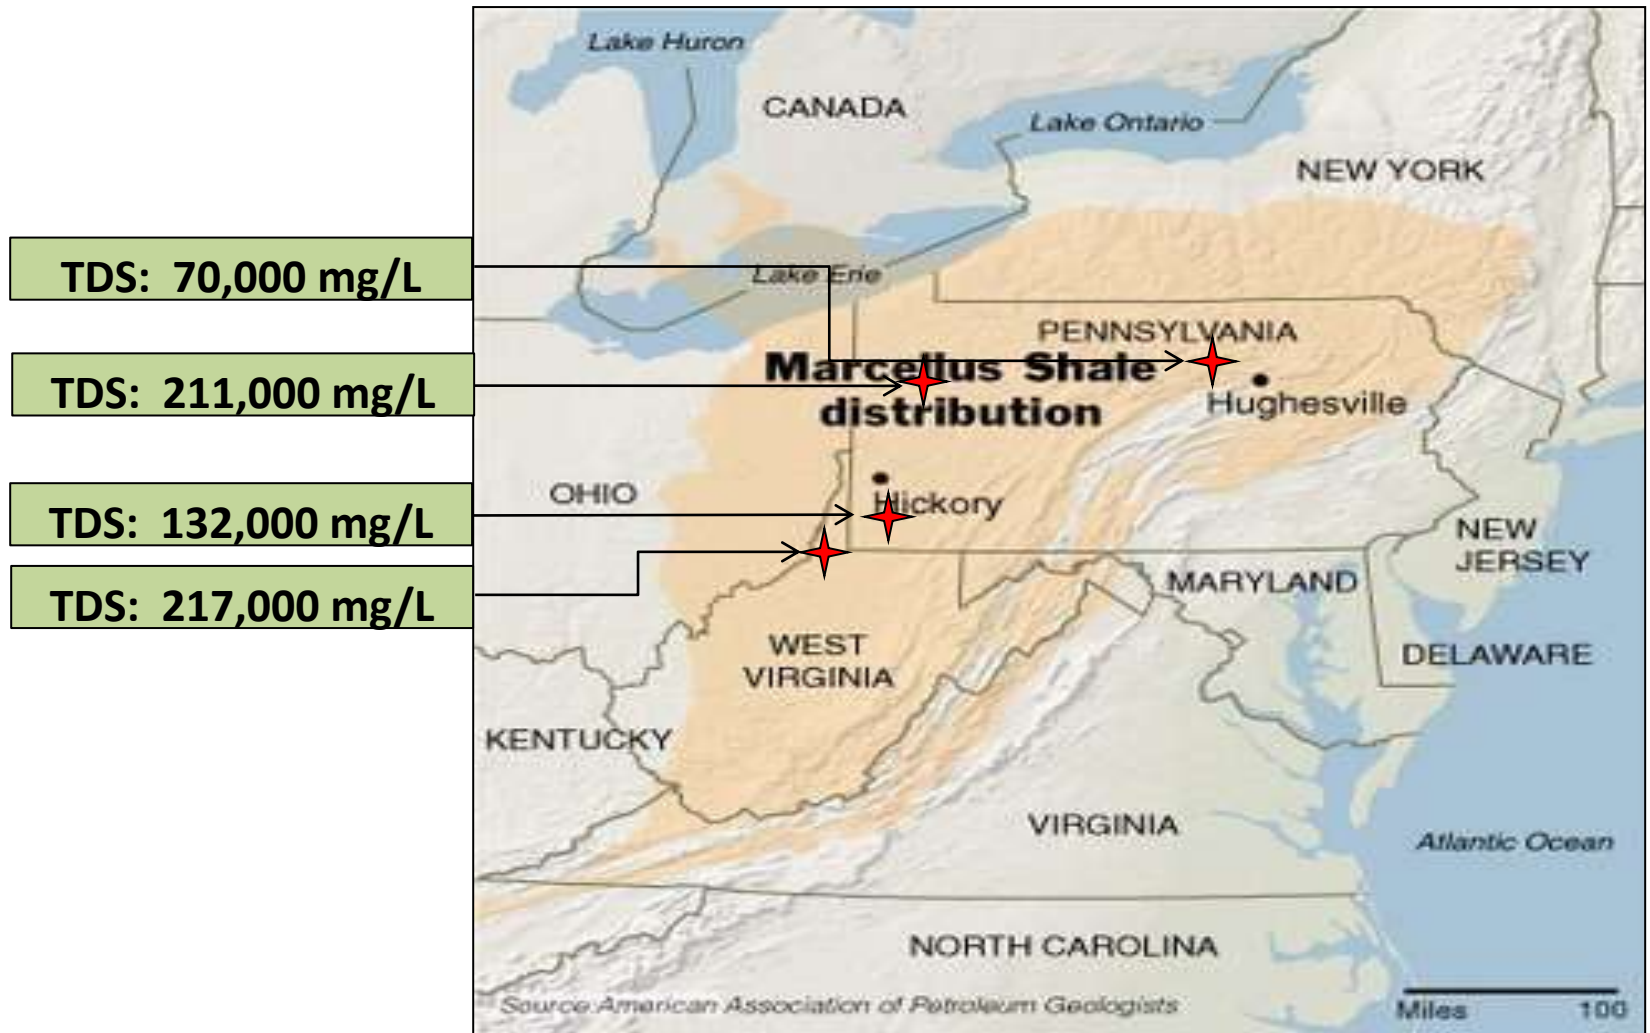 TDS: 70,000 mg/L
TDS: 211,000 mg/L
TDS: 132,000 mg/L
TDS: 217,000 mg/L
Lake Huron
CANADA
Lake Ontario
NEW YORK
Lake Erie
PENNSYLVANIA
Marcellus Shale
distribution
Hughesville
OHIO
Hickory
NEW
JERSEY
MARYLAND
WEST
VIRGINIA
DELAWARE
KENTUCKY
VIRGINIA
Atlantic Ocean
NORTH CAROLINA
Source:American Association of Petroleum Geologists
Miles 100